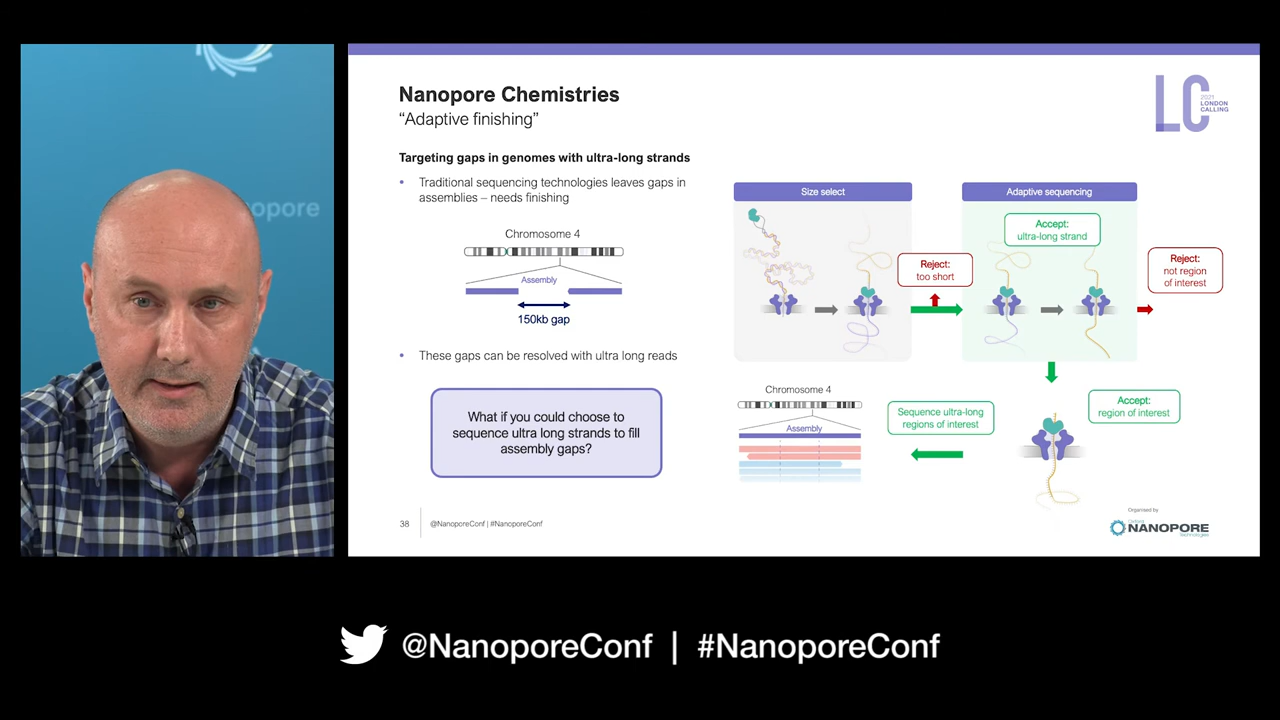 opore
Nanopore Chemistries
"Adaptive finishing"
LC
2021
LONDON
CALLING
Targeting gaps in genomes with ultra-long strands
• Traditional sequencing technologies leaves gaps in
assemblies – needs finishing
Chromosome 4
Assembly
150kb gap
• These gaps can be resolved with ultra long reads
What if you could choose to
sequence ultra long strands to fill
assembly gaps?
Size select
Adaptive sequencing
Accept:
ultra-long strand
Reject:
too short
Reject:
not region
of interest
Chromosome 4
Assembly
Sequence ultra-long
regions of interest
Accept:
region of interest
38
@NanoporeConf | #NanoporeConf
Organised by
Oxford
NANOPORE
Technologies
@NanoporeConf | #NanoporeConf